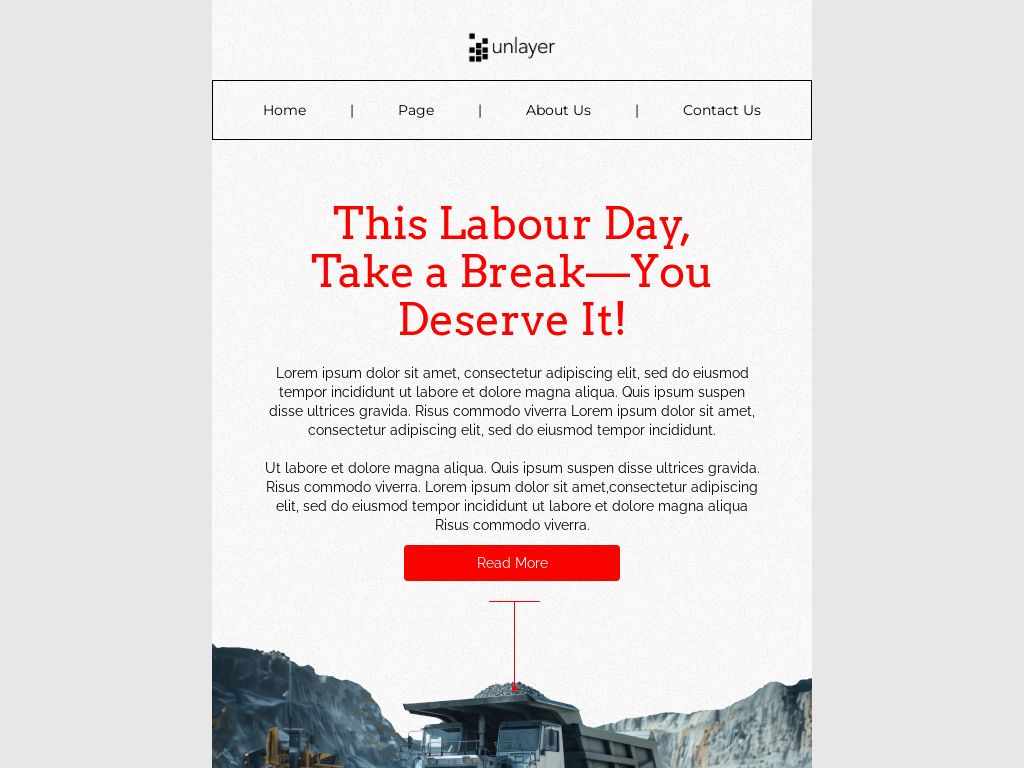 unlayer
Home | Page | About Us | Contact Us
This Labour Day,
Take a Break—You
Deserve It!
Lorem ipsum dolor sit amet, consectetur adipiscing elit, sed do eiusmod
tempor incididunt ut labore et dolore magna aliqua. Quis ipsum suspen
disse ultrices gravida. Risus commodo viverra Lorem ipsum dolor sit amet,
consectetur adipiscing elit, sed do eiusmod tempor incididunt.
Ut labore et dolore magna aliqua. Quis ipsum suspen disse ultrices gravida.
Risus commodo viverra. Lorem ipsum dolor sit amet,consectetur adipiscing
elit, sed do eiusmod tempor incididunt ut labore et dolore magna aliqua
Risus commodo viverra.
Read More